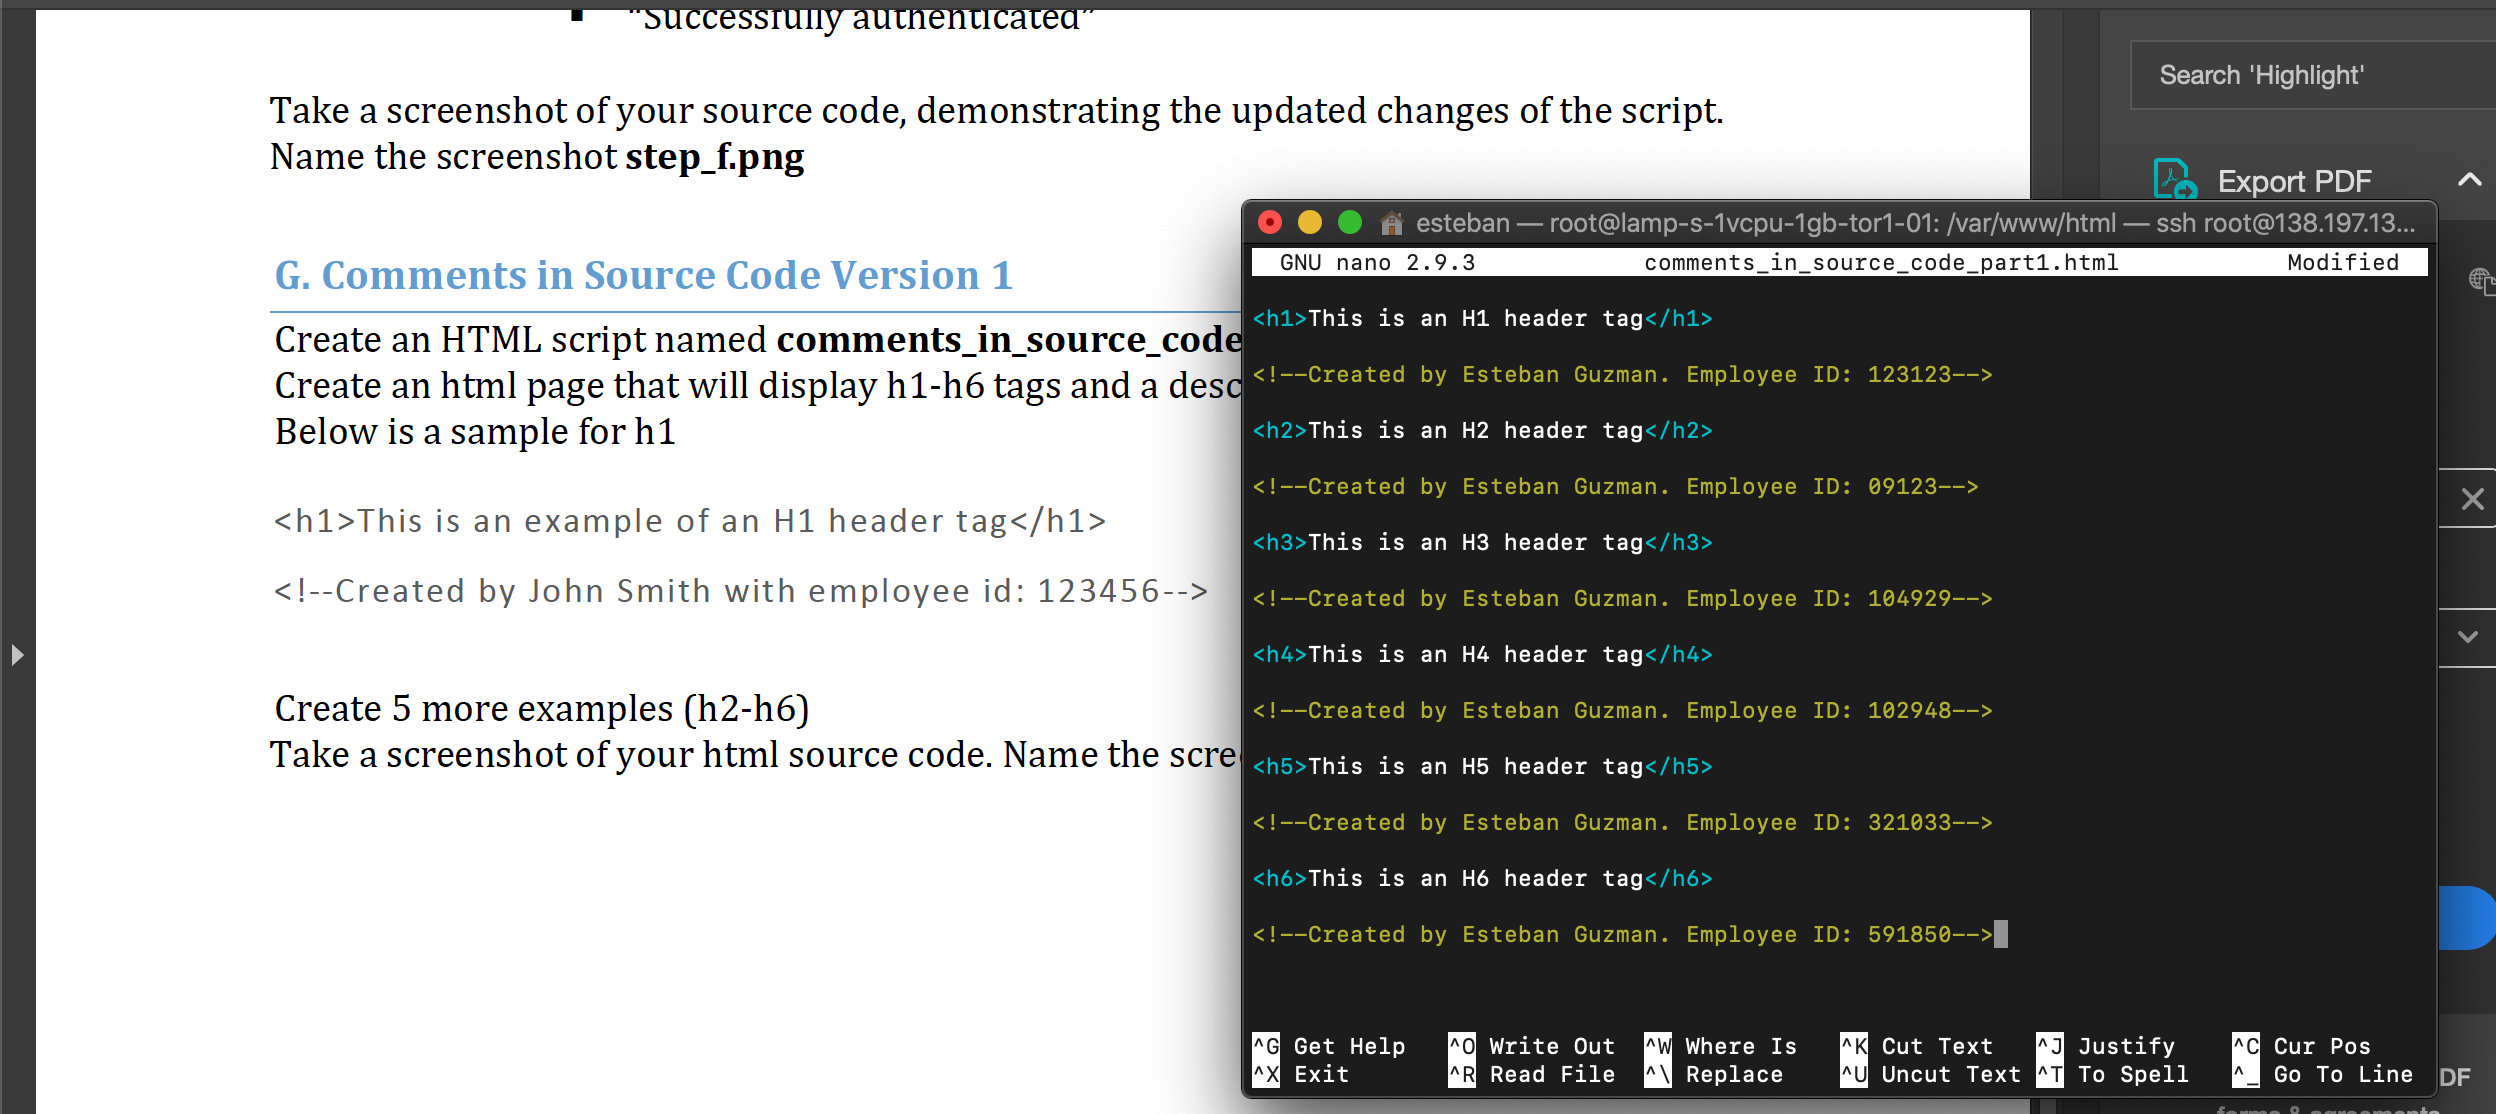 "Successfully authenticated"
Take a screenshot of your source code, demonstrating the updated changes of the script.
Name the screenshot step_f.png
G. Comments in Source Code Version 1
Create an HTML script named comments_in_source_code
Create an html page that will display h1-h6 tags and a desc
Below is a sample for h1
<h1>This is an example of an H1 header tag</h1>
<!--Created by John Smith with employee id: 123456-->
Create 5 more examples (h2-h6)
Take a screenshot of your html source code. Name the scree
Search 'Highlight'
Export PDF
esteban — root@lamp-s-1vcpu-1gb-tor1-01: /var/www/html — ssh root@138.197.13...
GNU nano 2.9.3 comments_in_source_code_part1.html Modified
<h1>This is an H1 header tag</h1>
<!--Created by Esteban Guzman. Employee ID: 123123-->
<h2>This is an H2 header tag</h2>
<!--Created by Esteban Guzman. Employee ID: 09123-->
<h3>This is an H3 header tag</h3>
<!--Created by Esteban Guzman. Employee ID: 104929-->
<h4>This is an H4 header tag</h4>
<!--Created by Esteban Guzman. Employee ID: 102948-->
<h5>This is an H5 header tag</h5>
<!--Created by Esteban Guzman. Employee ID: 321033-->
<h6>This is an H6 header tag</h6>
<!--Created by Esteban Guzman. Employee ID: 591850-->
^G Get Help ^O Write Out ^W Where Is ^K Cut Text ^J Justify ^C Cur Pos
^X Exit ^R Read File ^\ Replace ^U Uncut Text ^T To Spell ^_ Go To Line
DF
forms & agreements